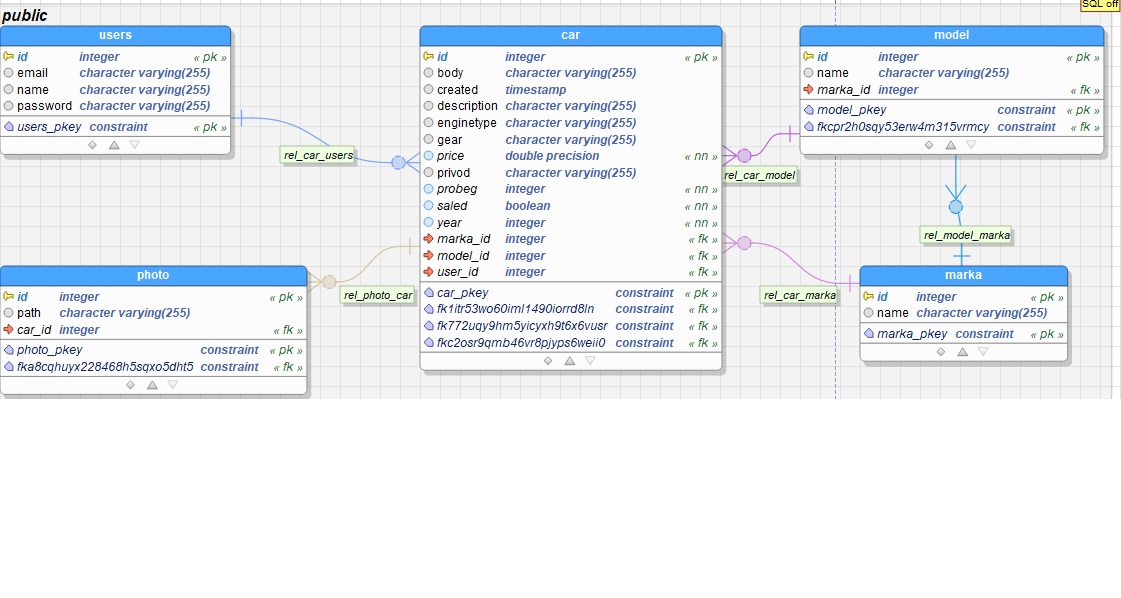 SQL off
public
users
id integer « pk »
email character varying(255)
name character varying(255)
password character varying(255)
users_pkey constraint « pk »
rel_car_users
car
id integer « pk »
body character varying(255)
created timestamp
description character varying(255)
enginetype character varying(255)
gear character varying(255)
price double precision « nn »
privod character varying(255)
probeg integer « nn »
saled boolean « nn »
year integer « nn »
marka_id integer « fk »
model_id integer « fk »
user_id integer « fk »
car_pkey constraint « pk »
fk1itr53wo60iml1490iorrd8ln constraint « fk »
fk772uqy9hm5yicyxh9t6x6vusr constraint « fk »
fkc2osr9qmb46vr8pjyps6weii0 constraint « fk »
model
id integer « pk »
name character varying(255)
marka_id integer « fk »
model_pkey constraint « pk »
fkcpr2h0sqy53erw4m315vrmcy constraint « fk »
rel_car_model
rel_model_marka
photo
id integer « pk »
path character varying(255)
car_id integer « fk »
photo_pkey constraint « pk »
fka8cqhuyx228468h5sqxo5dht5 constraint « fk »
rel_photo_car
rel_car_marka
marka
id integer « pk »
name character varying(255)
marka_pkey constraint « pk »